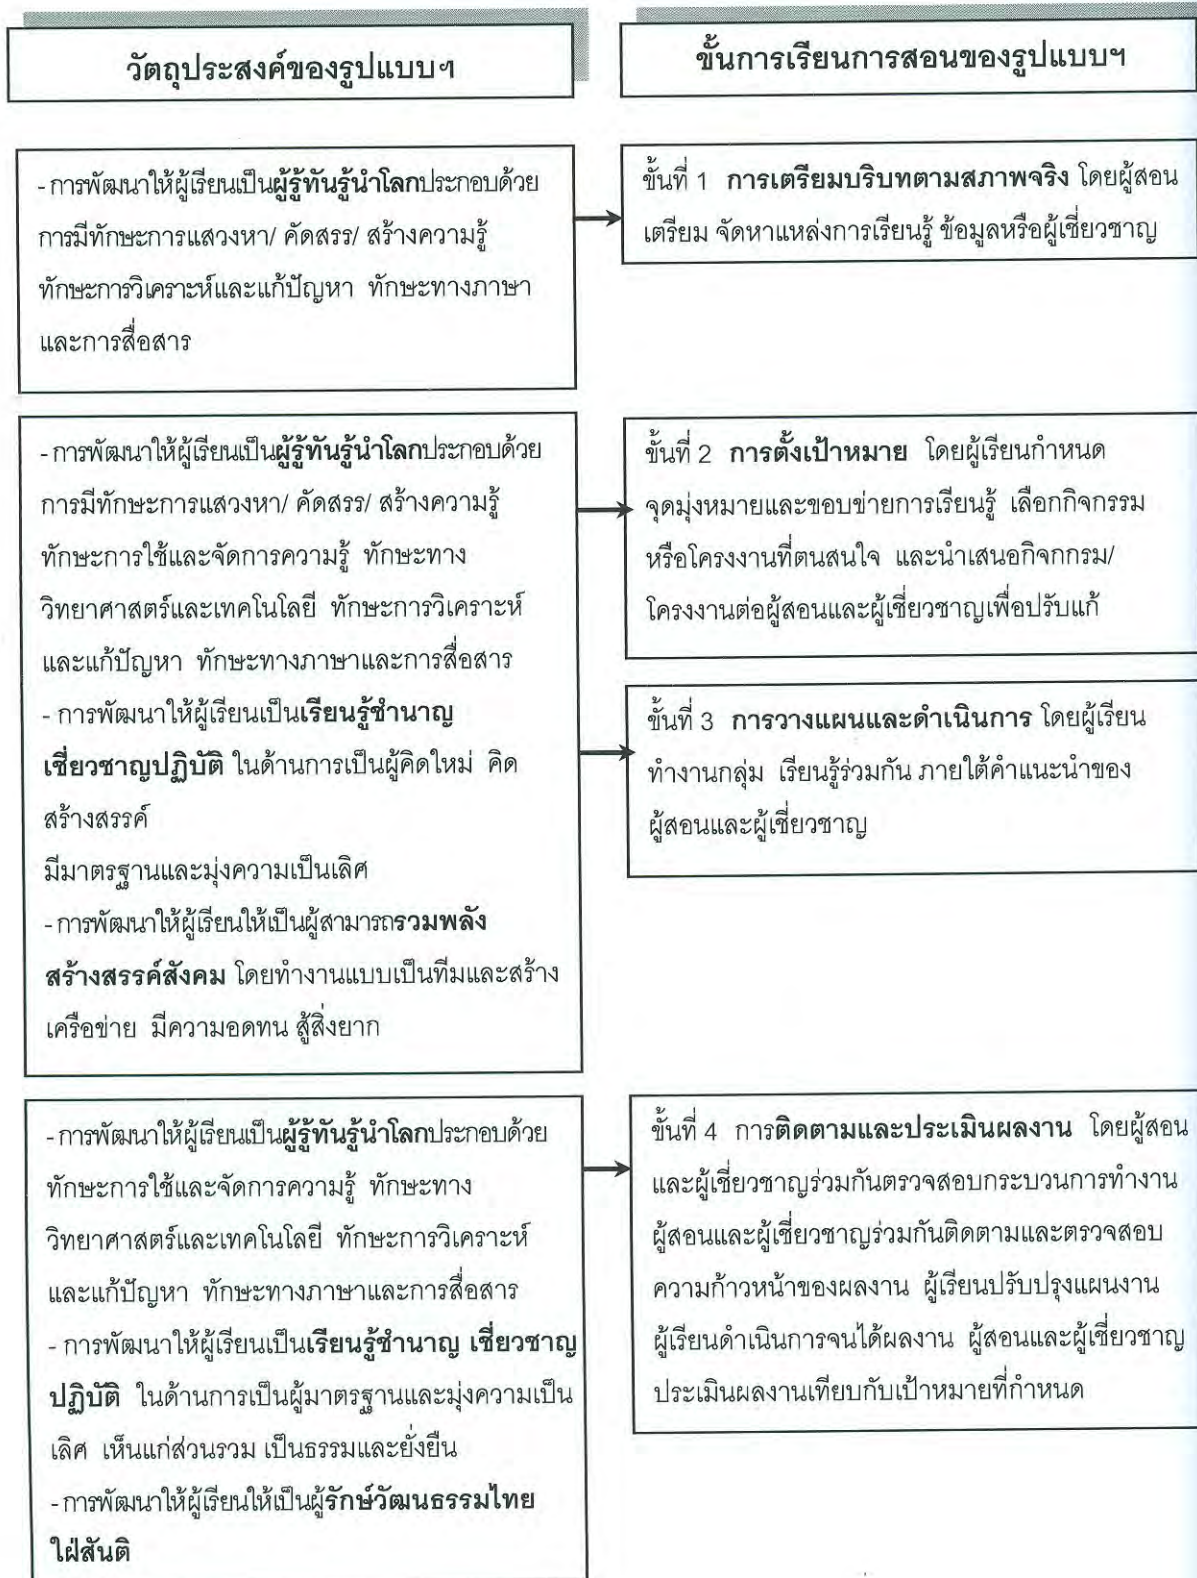 วัตถุประสงค์ของรูปแบบฯ
ขั้นการเรียนการสอนของรูปแบบฯ
- การพัฒนาให้ผู้เรียนเป็นผู้รู้ทันรู้นำโลกประกอบด้วย
การมีทักษะการแสวงหา/ คัดสรร/ สร้างความรู้
ทักษะการวิเคราะห์และแก้ปัญหา ทักษะทางภาษา
และการสื่อสาร
ขั้นที่ 1 การเตรียมบริบทตามสภาพจริง โดยผู้สอน
เตรียม จัดหาแหล่งการเรียนรู้ ข้อมูลหรือผู้เชี่ยวชาญ
- การพัฒนาให้ผู้เรียนเป็นผู้รู้ทันรู้นำโลกประกอบด้วย
การมีทักษะการแสวงหา/ คัดสรร/ สร้างความรู้
ทักษะการใช้และจัดการความรู้ ทักษะทาง
วิทยาศาสตร์และเทคโนโลยี ทักษะการวิเคราะห์
และแก้ปัญหา ทักษะทางภาษาและการสื่อสาร
- การพัฒนาให้ผู้เรียนเป็นเรียนรู้ชำนาญ
เชี่ยวชาญปฏิบัติ ในด้านการเป็นผู้คิดใหม่ คิด
สร้างสรรค์
มีมาตรฐานและมุ่งความเป็นเลิศ
- การพัฒนาให้ผู้เรียนให้เป็นผู้สามารถรวมพลัง
สร้างสรรค์สังคม โดยทำงานแบบเป็นทีมและสร้าง
เครือข่าย มีความอดทน สู้สิ่งยาก
ขั้นที่ 2 การตั้งเป้าหมาย โดยผู้เรียนกำหนด
จุดมุ่งหมายและขอบข่ายการเรียนรู้ เลือกกิจกรรม
หรือโครงงานที่ตนสนใจ และนำเสนอกิจกกรรม/
โครงงานต่อผู้สอนและผู้เชี่ยวชาญเพื่อปรับแก้
ขั้นที่ 3 การวางแผนและดำเนินการ โดยผู้เรียน
ทำงานกลุ่ม เรียนรู้ร่วมกัน ภายใต้คำแนะนำของ
ผู้สอนและผู้เชี่ยวชาญ
- การพัฒนาให้ผู้เรียนเป็นผู้รู้ทันรู้นำโลกประกอบด้วย
ทักษะการใช้และจัดการความรู้ ทักษะทาง
วิทยาศาสตร์และเทคโนโลยี ทักษะการวิเคราะห์
และแก้ปัญหา ทักษะทางภาษาและการสื่อสาร
- การพัฒนาให้ผู้เรียนเป็นเรียนรู้ชำนาญ เชี่ยวชาญ
ปฏิบัติ ในด้านการเป็นผู้มาตรฐานและมุ่งความเป็น
เลิศ เห็นแก่ส่วนรวม เป็นธรรมและยั่งยืน
- การพัฒนาให้ผู้เรียนให้เป็นผู้รักษ์วัฒนธรรมไทย
ใฝ่สันติ
ขั้นที่ 4 การติดตามและประเมินผลงาน โดยผู้สอน
และผู้เชี่ยวชาญร่วมกันตรวจสอบกระบวนการทำงาน
ผู้สอนและผู้เชี่ยวชาญร่วมกันติดตามและตรวจสอบ
ความก้าวหน้าของผลงาน ผู้เรียนปรับปรุงแผนงาน
ผู้เรียนดำเนินการจนได้ผลงาน ผู้สอนและผู้เชี่ยวชาญ
ประเมินผลงานเทียบกับเป้าหมายที่กำหนด